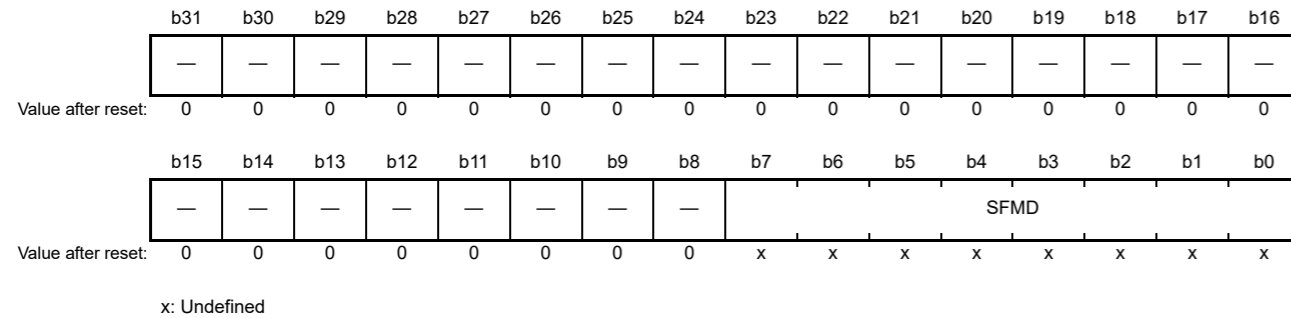 b31 b30 b29 b28 b27 b26 b25 b24 b23 b22 b21 b20 b19 b18 b17 b16
— — — — — — — — — — — — — — — —
Value after reset: 0 0 0 0 0 0 0 0 0 0 0 0 0 0 0 0
b15 b14 b13 b12 b11 b10 b9 b8 b7 b6 b5 b4 b3 b2 b1 b0
— — — — — — — — SFMD
Value after reset: 0 0 0 0 0 0 0 0 x x x x x x x x
x: Undefined